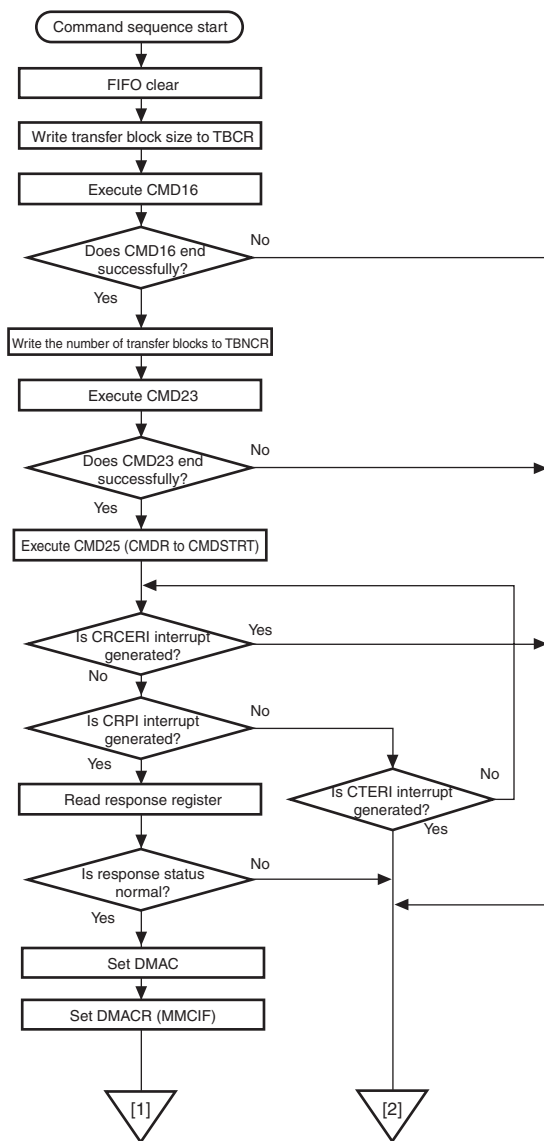 Command sequence start
FIFO clear
Write transfer block size to TBCR
Execute CMD16
Does CMD16 end
successfully?
No
Yes
Write the number of transfer blocks to TBNCR
Execute CMD23
Does CMD23 end
successfully?
No
Yes
Execute CMD25 (CMDR to CMDSTRT)
Is CRCERI interrupt
generated?
Yes
No
Is CRPI interrupt
generated?
No
Yes
Is CTERI interrupt
generated?
No
Yes
Read response register
Is response status
normal?
No
Yes
Set DMAC
Set DMACR (MMCIF)
[1]
[2]